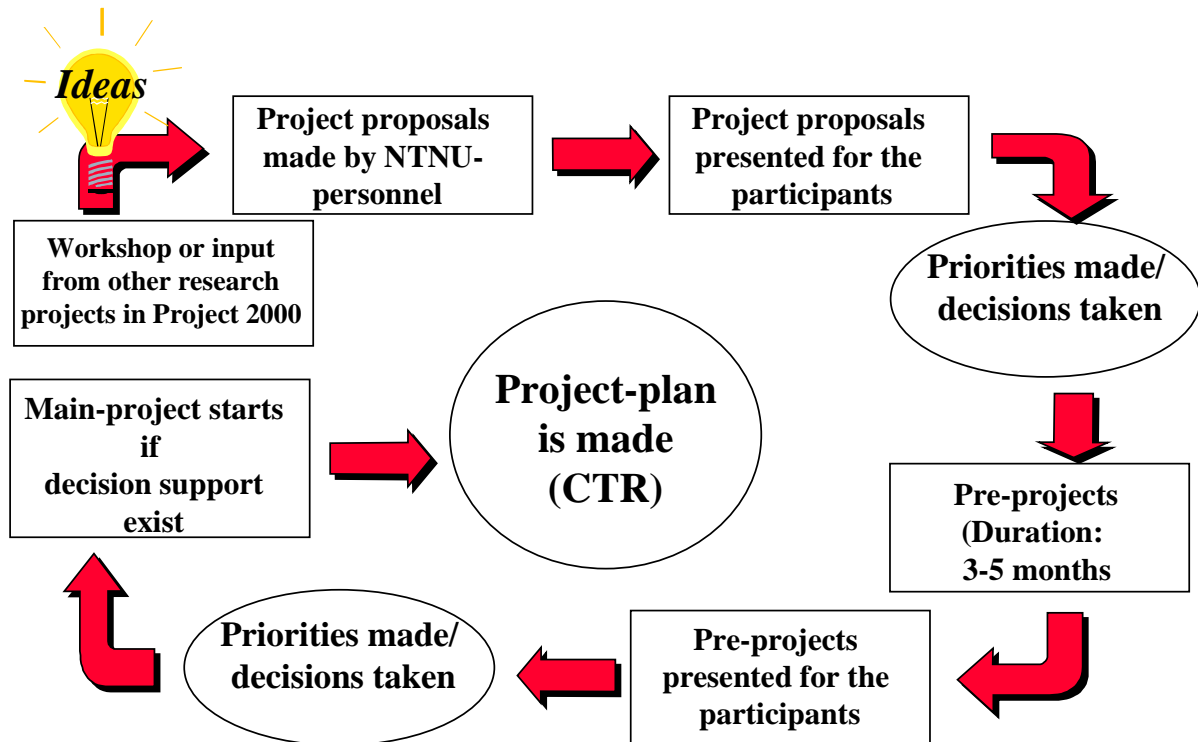 Ideas
Workshop or input
from other research
projects in Project 2000
Project proposals
made by NTNU-
personnel
Project proposals
presented for the
participants
Priorities made/
decisions taken
Pre-projects
(Duration:
3-5 months
Pre-projects
presented for the
participants
Priorities made/
decisions taken
Main-project starts
if
decision support
exist
Project-plan
is made
(CTR)